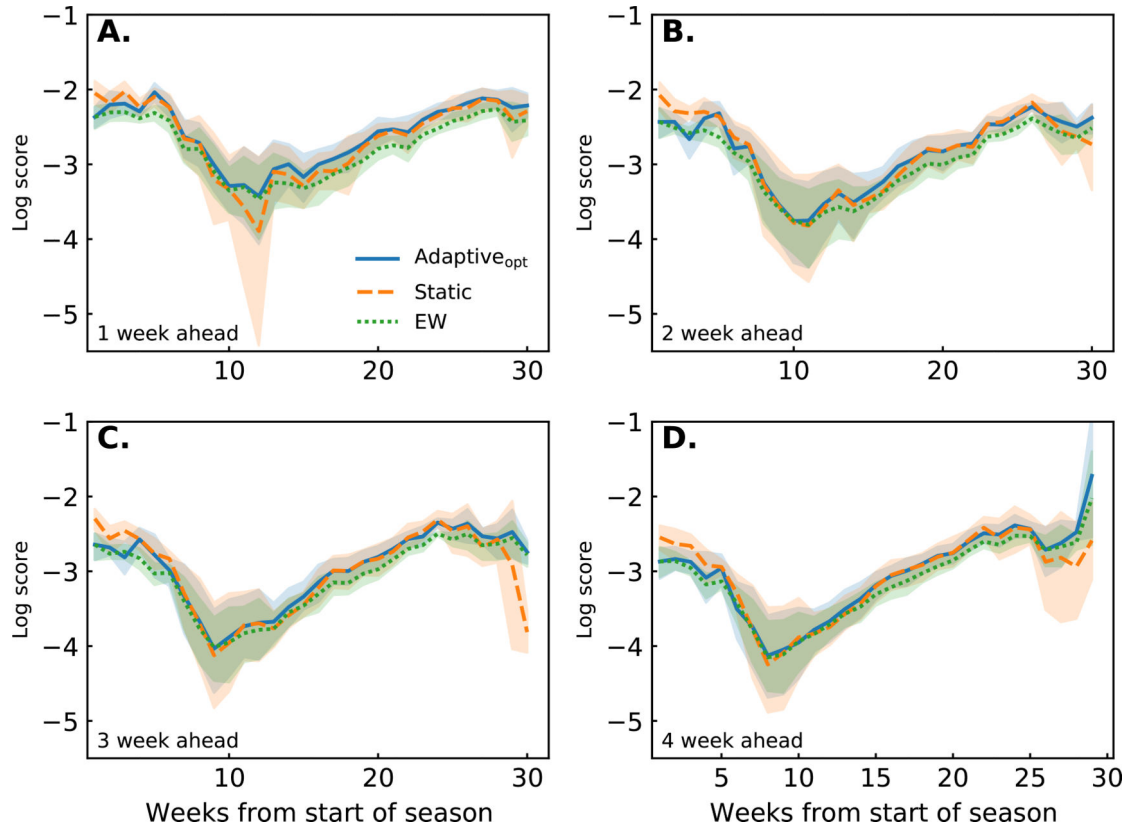 A.
−1
−2
−3
−4
−5
Log score
Adaptiveopt
Static
EW
1 week ahead
10
20
30
B.
−1
−2
−3
−4
−5
Log score
2 week ahead
10
20
30
C.
−1
−2
−3
−4
−5
Log score
3 week ahead
10
20
30
Weeks from start of season
D.
−1
−2
−3
−4
−5
Log score
4 week ahead
5
10
15
20
25
30
Weeks from start of season